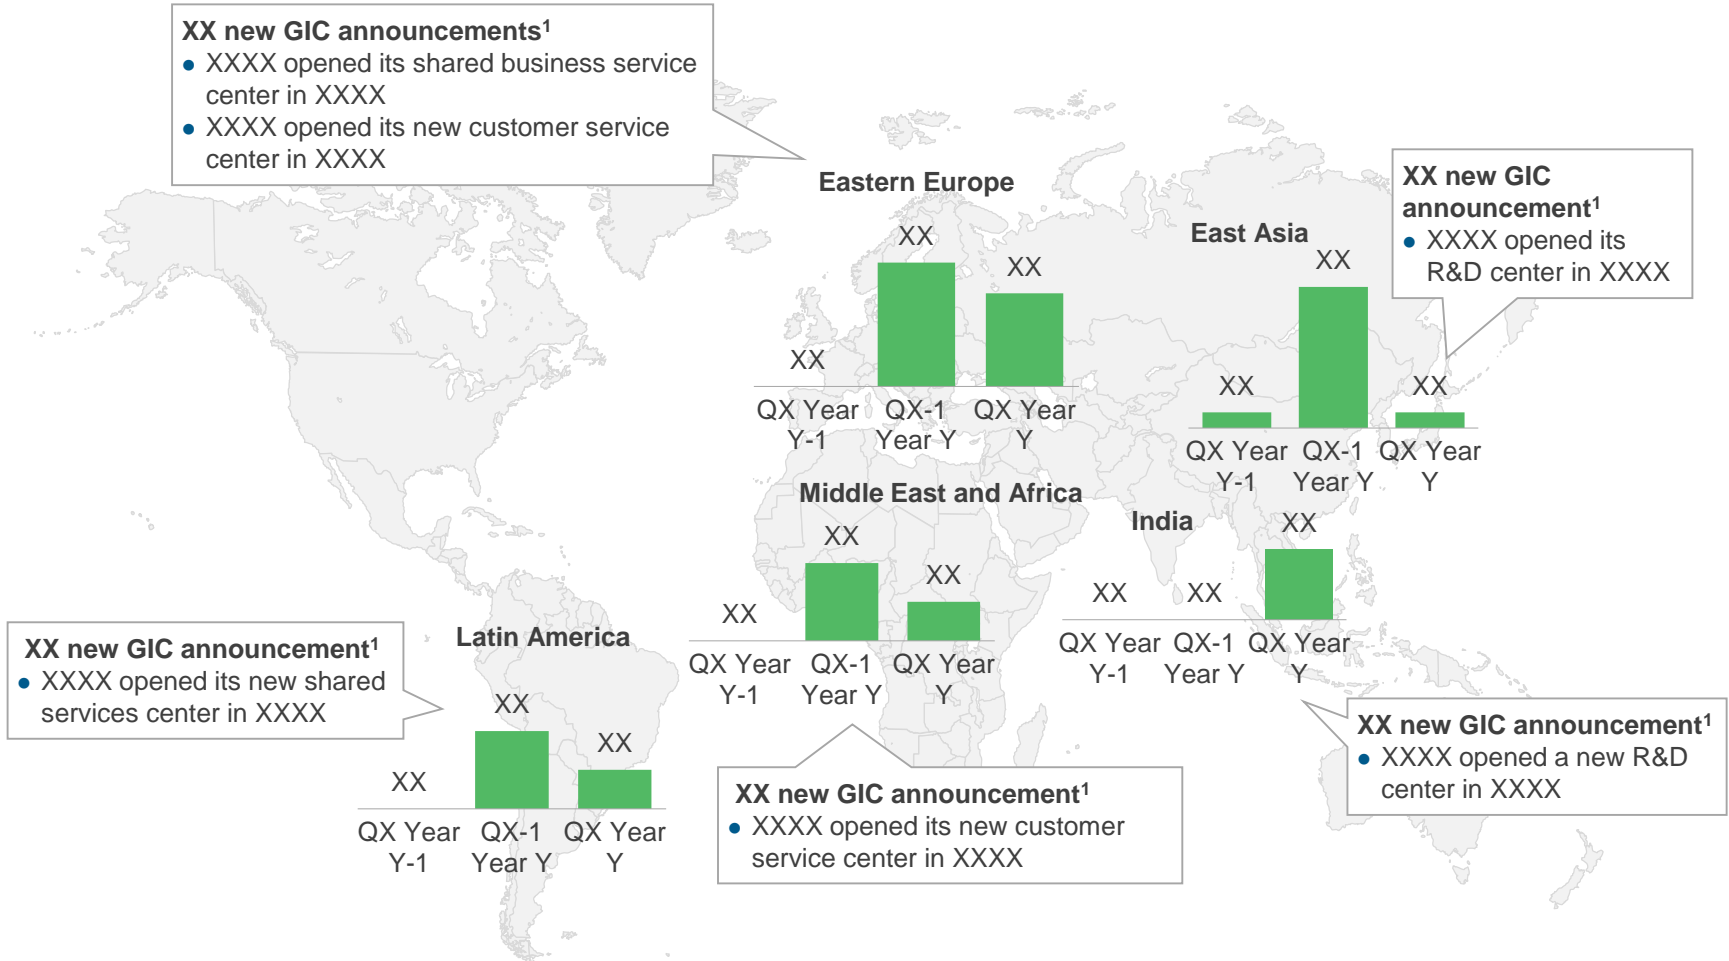 XX new GIC announcements¹
● XXXX opened its shared business service
center in XXXX
● XXXX opened its new customer service
center in XXXX
Eastern Europe
XX
XX
XX
QX Year
Y-1
QX-1
Year Y
QX Year
Y
XX new GIC
announcement¹
● XXXX opened its
R&D center in XXXX
East Asia
XX
XX
XX
QX Year
Y-1
QX-1
Year Y
QX Year
Y
Middle East and Africa
XX
XX
XX
QX Year
Y-1
QX-1
Year Y
QX Year
Y
India
XX
XX
XX
QX Year
Y-1
QX-1
Year Y
QX Year
Y
XX new GIC announcement¹
● XXXX opened its new shared
services center in XXXX
Latin America
XX
XX
XX
QX Year
Y-1
QX-1
Year Y
QX Year
Y
XX new GIC announcement¹
● XXXX opened its new customer
service center in XXXX
XX new GIC announcement¹
● XXXX opened a new R&D
center in XXXX